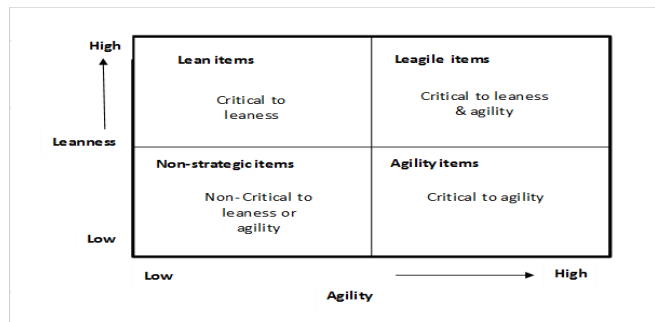 High
Lean items
Leagile items
Critical to
leaness
Critical to leaness
& agility
Leanness
Non-strategic items
Agility items
Non-Critical to
leaness or
agility
Critical to agility
Low
Low
High
Agility